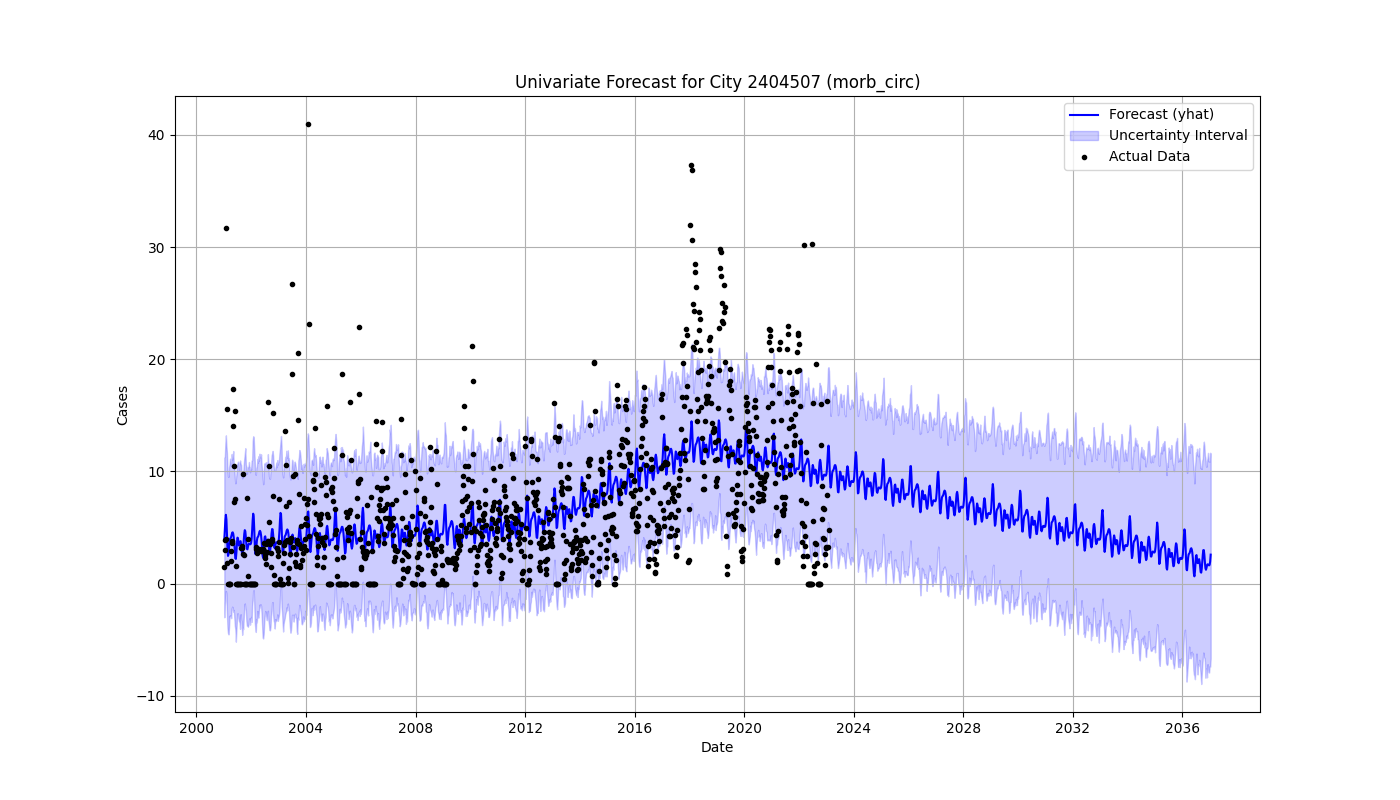 Univariate Forecast for City 2404507 (morb_circ)
Forecast (yhat)
Uncertainty Interval
Actual Data
Cases
40
30
20
10
0
−10
2000 2004 2008 2012 2016 2020 2024 2028 2032 2036
Date